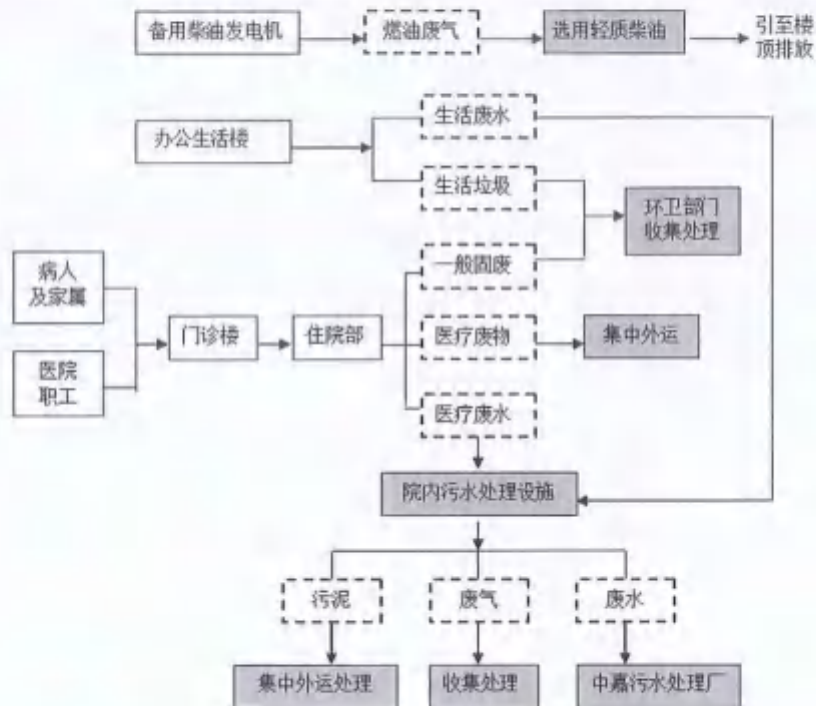 备用柴油发电机
燃油废气
选用轻质柴油
引至楼
顶排放
办公生活楼
生活废水
生活垃圾
环卫部门
收集处理
病人
及家属
医院
职工
门诊楼
住院部
一般固废
医疗废物
集中外运
医疗废水
院内污水处理设施
污泥
废气
废水
集中外运处理
收集处理
中嘉污水处理厂